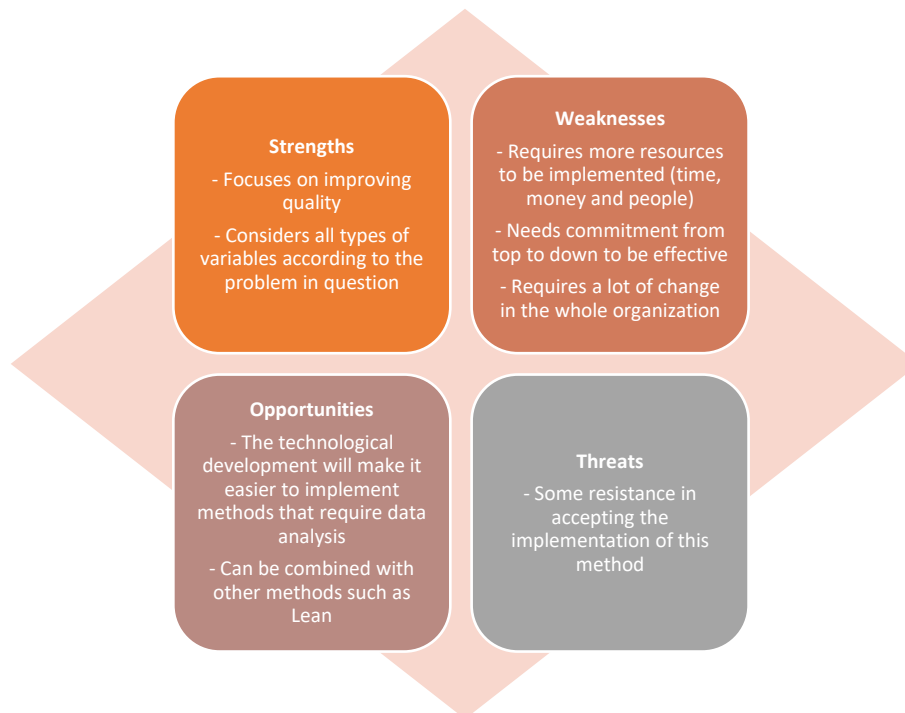 Strengths
- Focuses on improving
quality
- Considers all types of
variables according to the
problem in question
Weaknesses
- Requires more resources
to be implemented (time,
money and people)
- Needs commitment from
top to down to be effective
- Requires a lot of change
in the whole organization
Opportunities
- The technological
development will make it
easier to implement
methods that require data
analysis
- Can be combined with
other methods such as
Lean
Threats
- Some resistance in
accepting the
implementation of this
method